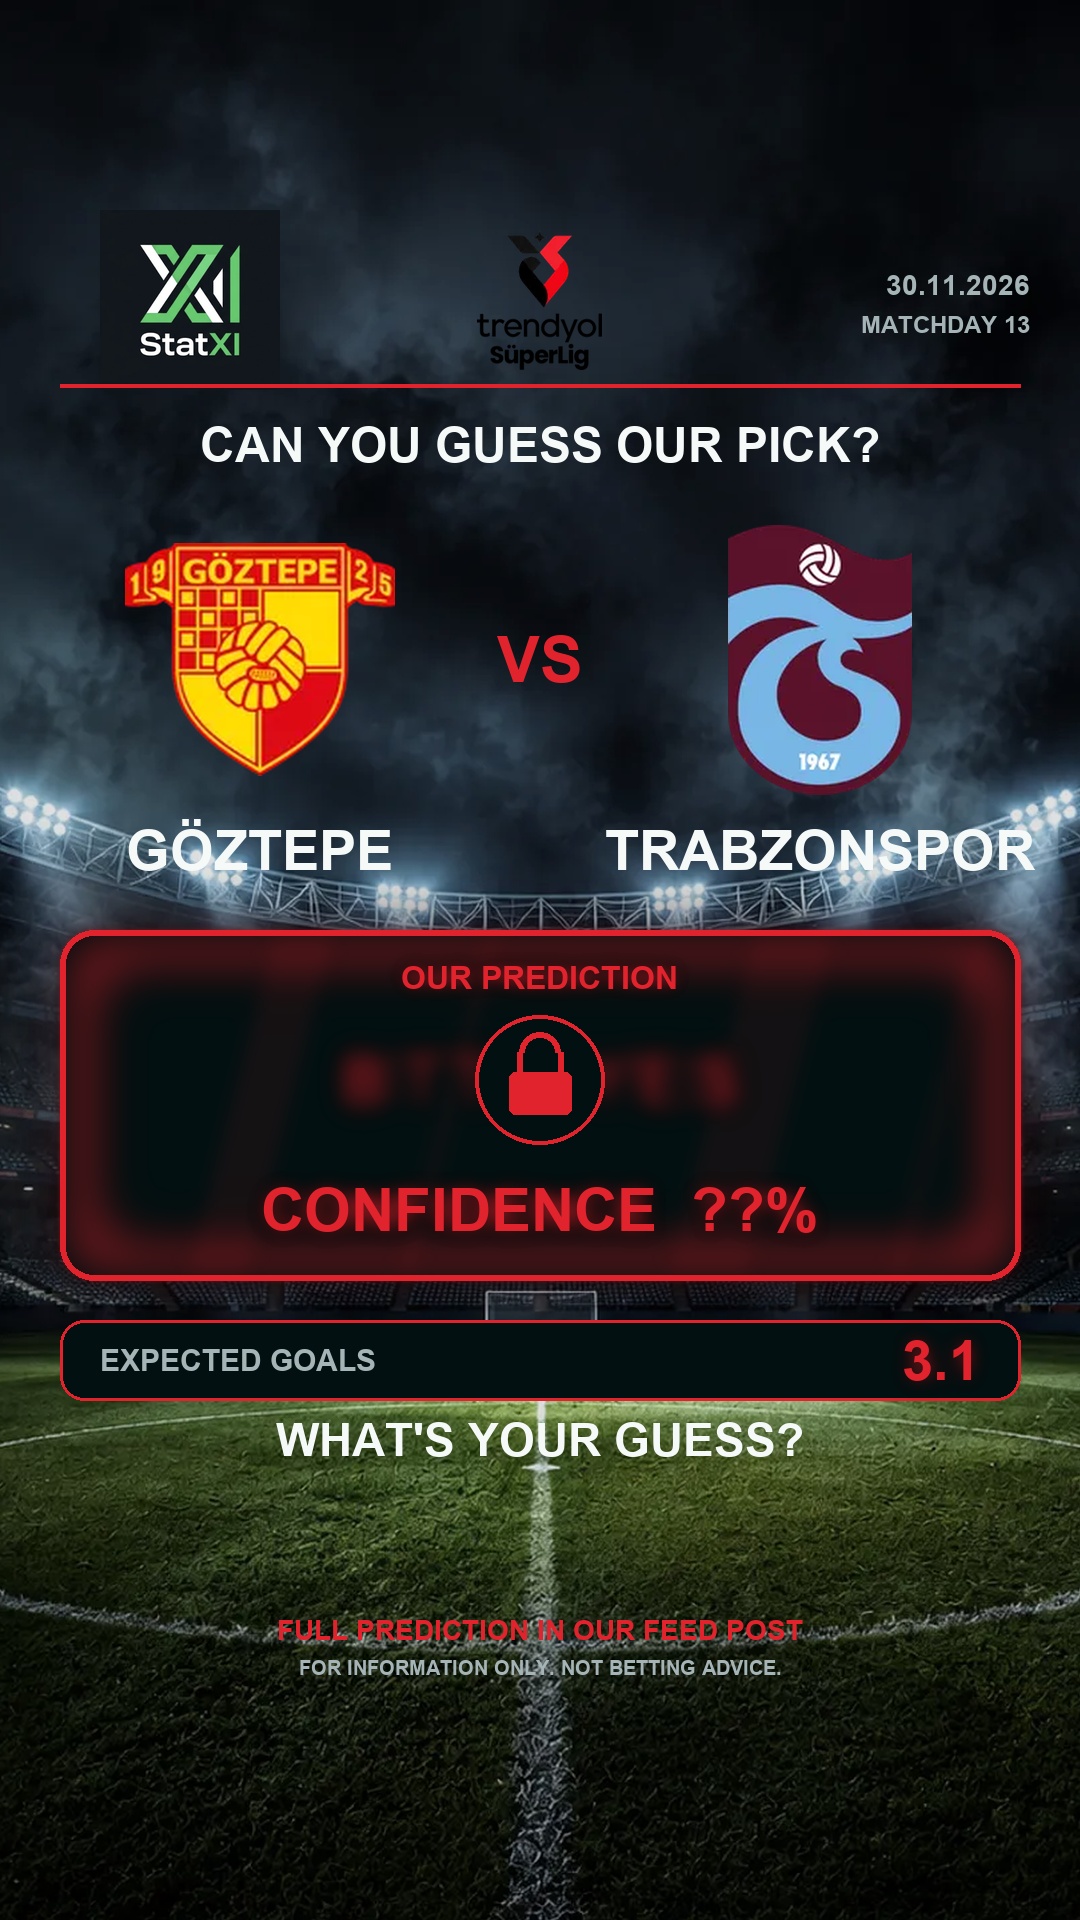 StatXI
trendyol
SüperLig
30.11.2026
MATCHDAY 13
CAN YOU GUESS OUR PICK?
19 GÖZTEPE 25
VS
1967
GÖZTEPE
TRABZONSPOR
OUR PREDICTION
CONFIDENCE ??%
EXPECTED GOALS
3.1
WHAT'S YOUR GUESS?
FULL PREDICTION IN OUR FEED POST
FOR INFORMATION ONLY. NOT BETTING ADVICE.